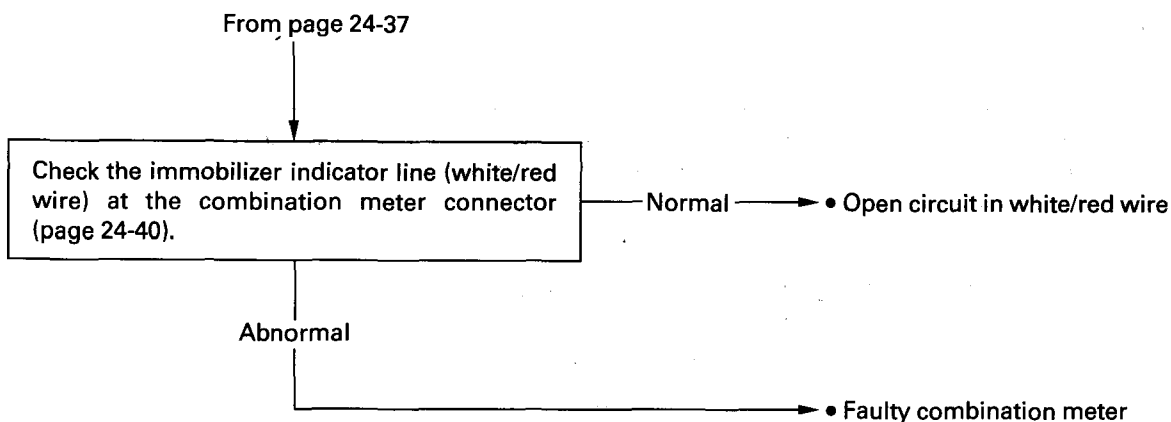 From page 24-37
Check the immobilizer indicator line (white/red
wire) at the combination meter connector
(page 24-40).
Normal
• Open circuit in white/red wire
Abnormal
• Faulty combination meter